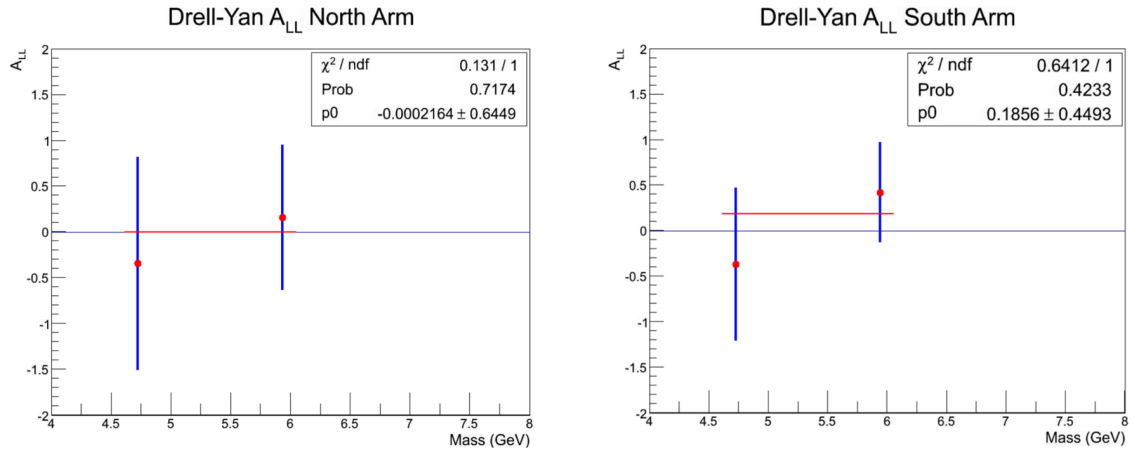 Drell-Yan A_LL North Arm
A_LL
χ² / ndf 0.131 / 1
Prob 0.7174
p0 -0.0002164 ± 0.6449
2
1.5
1
0.5
0
-0.5
-1
-1.5
-2
4 4.5 5 5.5 6 6.5 7 7.5 8
Mass (GeV)
Drell-Yan A_LL South Arm
A_LL
χ² / ndf 0.6412 / 1
Prob 0.4233
p0 0.1856 ± 0.4493
2
1.5
1
0.5
0
-0.5
-1
-1.5
-2
4 4.5 5 5.5 6 6.5 7 7.5 8
Mass (GeV)